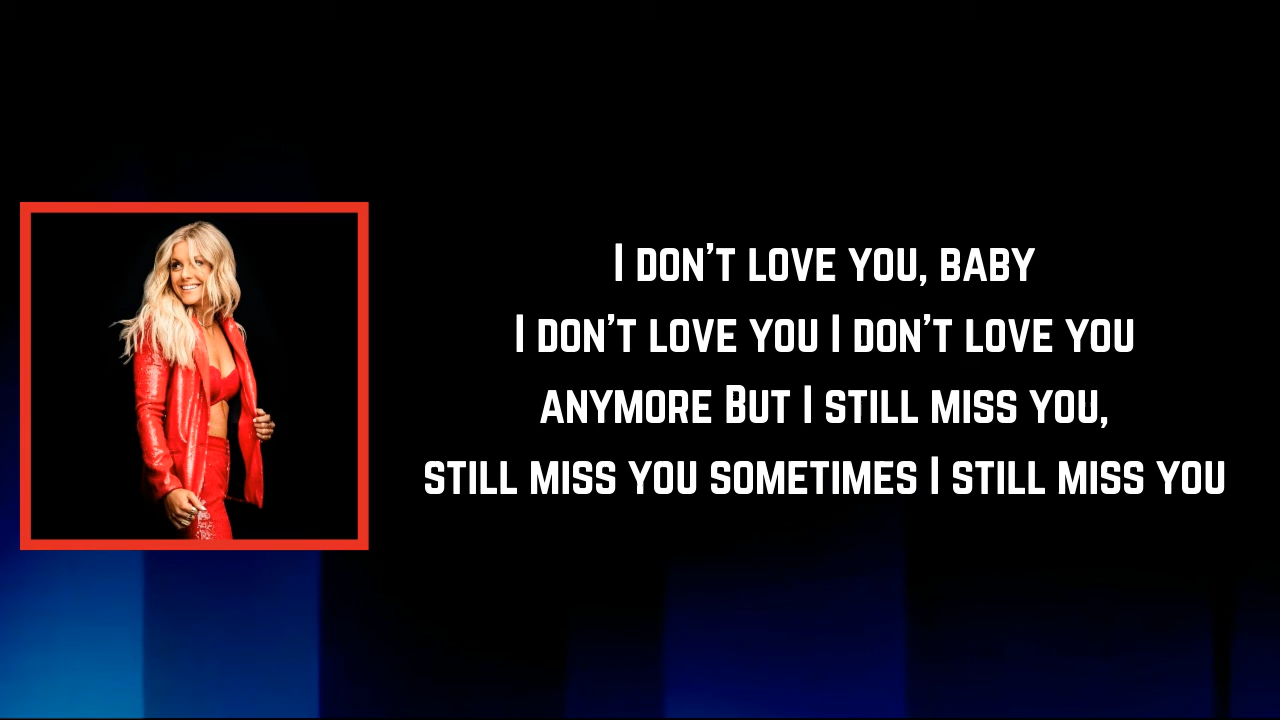 I DON'T LOVE YOU, BABY
I DON'T LOVE YOU I DON'T LOVE YOU
ANYMORE BUT I STILL MISS YOU,
STILL MISS YOU SOMETIMES I STILL MISS YOU